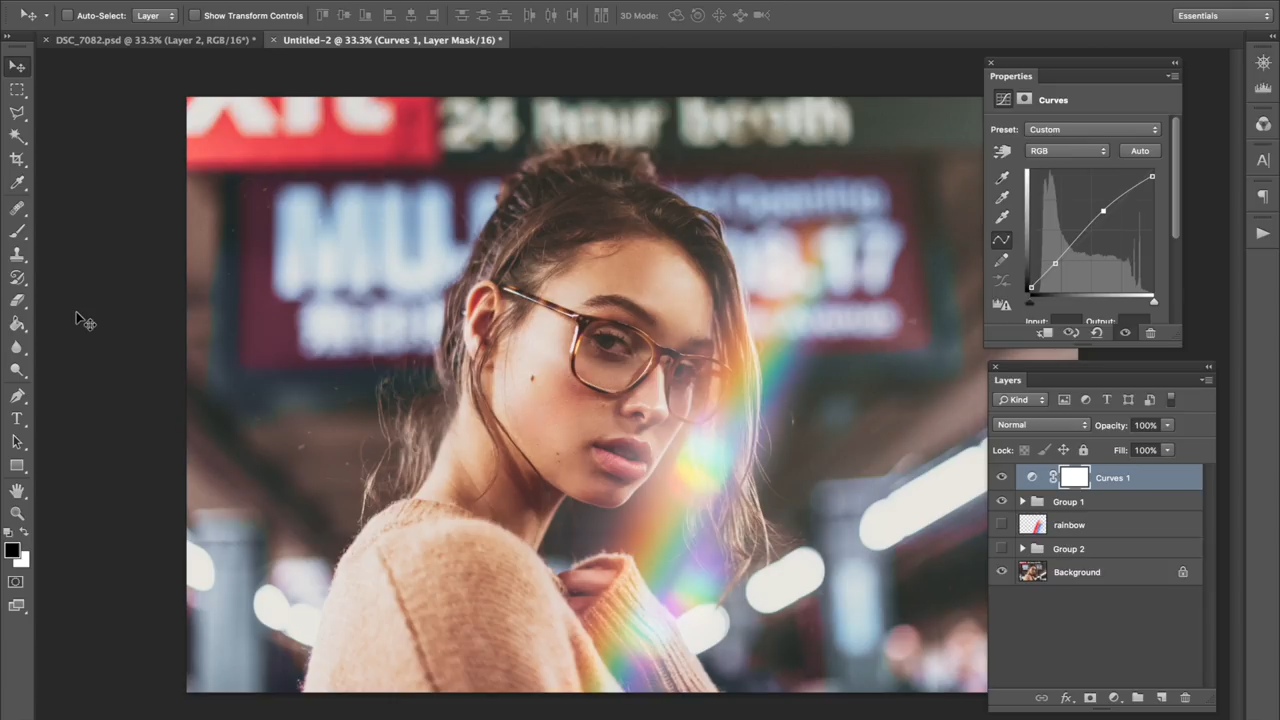 Auto-Select: Layer Show Transform Controls 3D Mode: Essentials
× DSC_7082.psd @ 33.3% (Layer 2, RGB/16*) * × Untitled-2 @ 33.3% (Curves 1, Layer Mask/16) *
Properties
Curves
Preset: Custom
RGB Auto
Input: Output:
Layers
Kind
Normal Opacity: 100%
Lock: Fill: 100%
Curves 1
Group 1
rainbow
Group 2
Background
24 hour booth